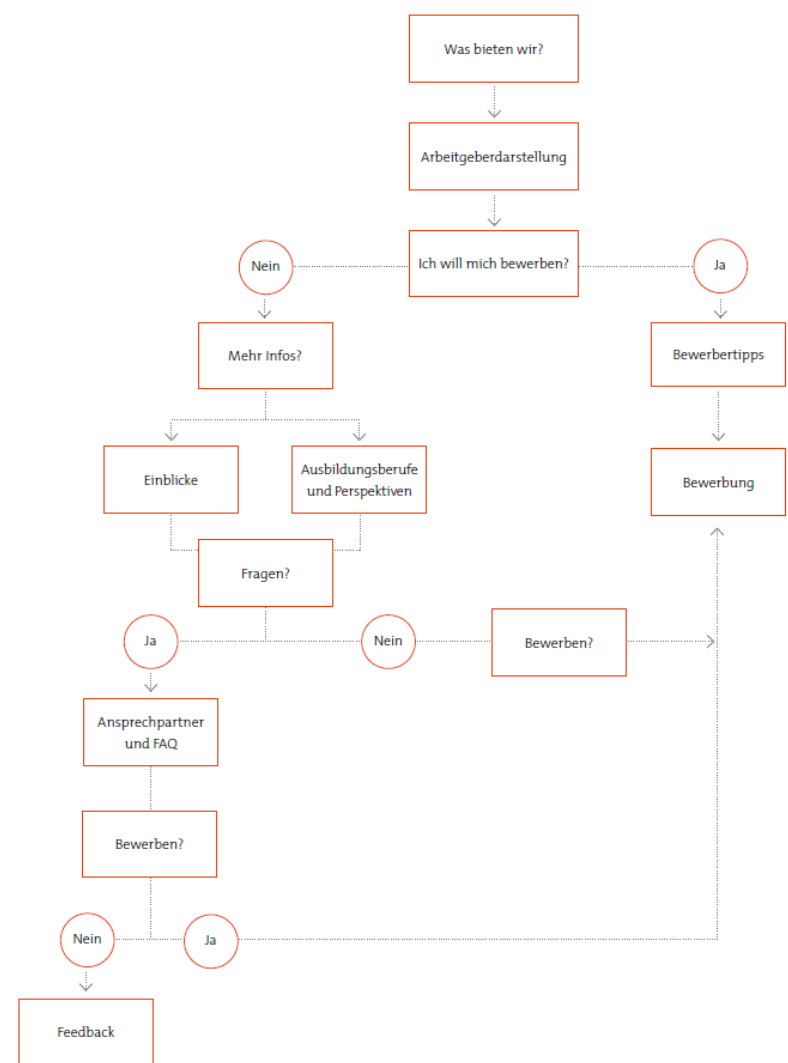 Was bieten wir?
Arbeitgeberdarstellung
Ich will mich bewerben?
Nein
Ja
Mehr Infos?
Bewerbertipps
Einblicke
Ausbildungsberufe
und Perspektiven
Bewerbung
Fragen?
Ja
Nein
Bewerben?
Ansprechpartner
und FAQ
Bewerben?
Nein
Ja
Feedback